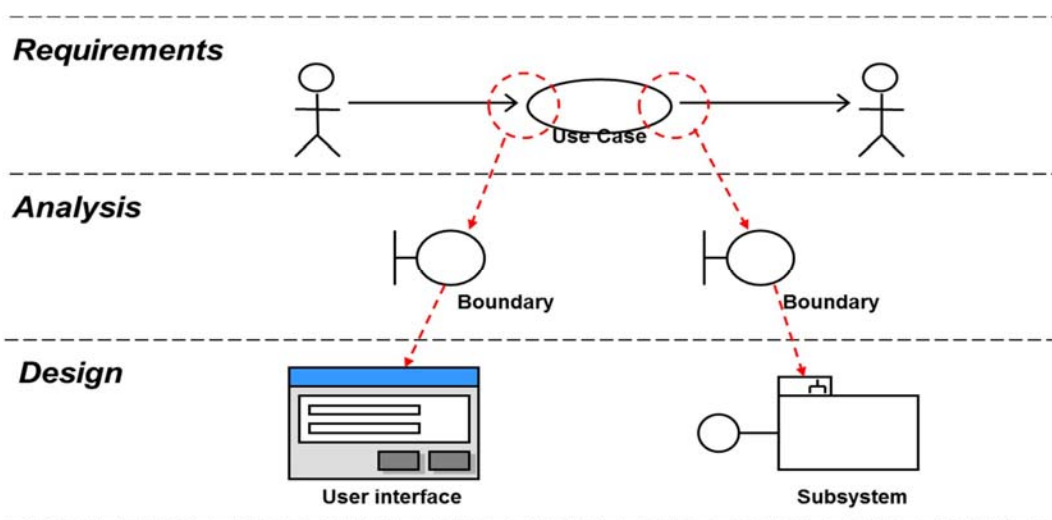 Requirements
Use Case
Analysis
Boundary
Boundary
Design
User interface
Subsystem